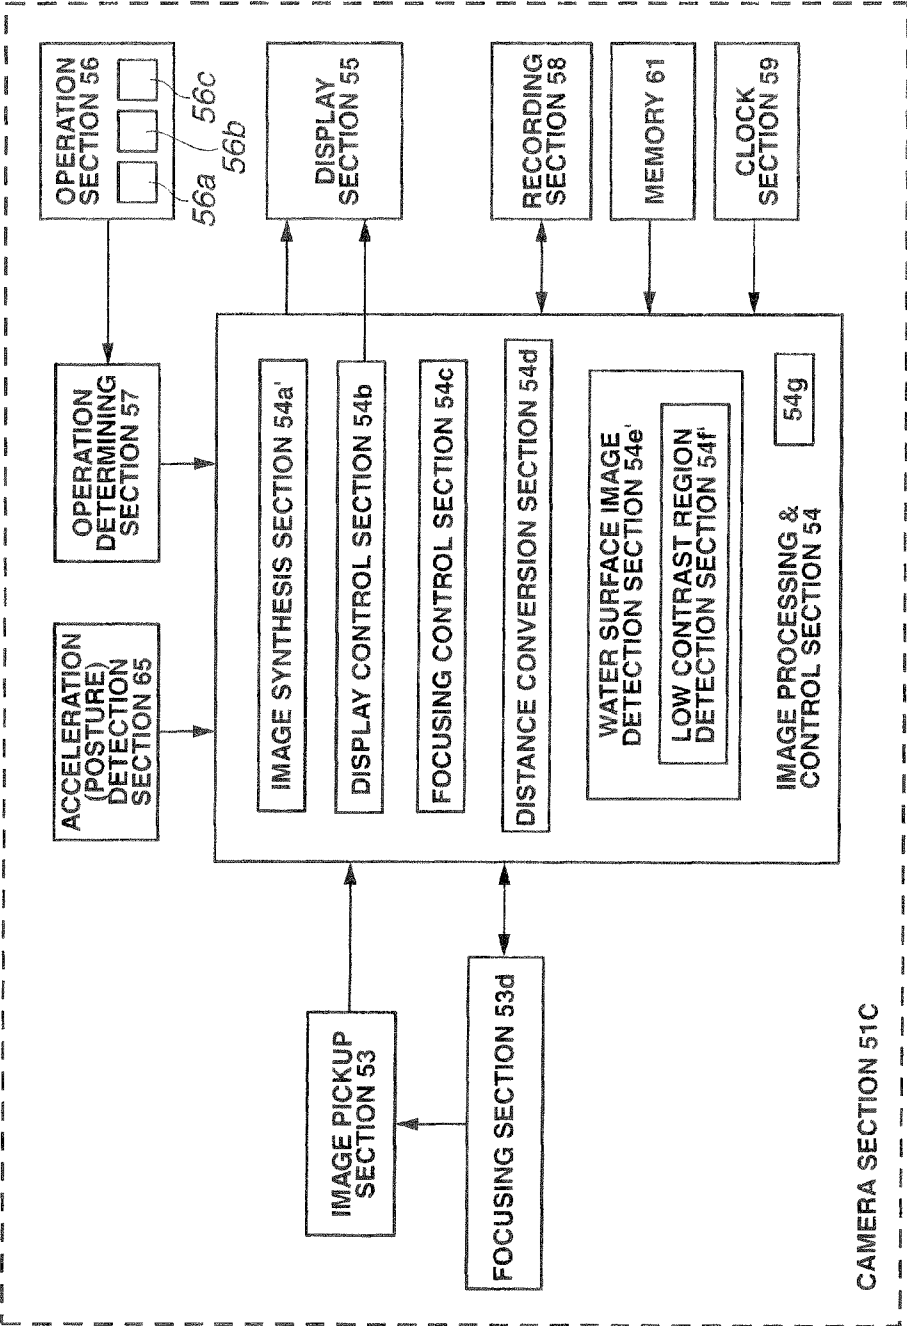 ACCELERATION
(POSTURE)
DETECTION
SECTION 65
OPERATION
DETERMINING
SECTION 57
OPERATION
SECTION 56
56a
56b
56c
IMAGE PICKUP
SECTION 53
FOCUSING SECTION 53d
IMAGE SYNTHESIS SECTION 54a'
DISPLAY CONTROL SECTION 54b
FOCUSING CONTROL SECTION 54c
DISTANCE CONVERSION SECTION 54d
WATER SURFACE IMAGE
DETECTION SECTION 54e'
LOW CONTRAST REGION
DETECTION SECTION 54f'
IMAGE PROCESSING &
CONTROL SECTION 54
54g
DISPLAY
SECTION 55
RECORDING
SECTION 58
MEMORY 61
CLOCK
SECTION 59
CAMERA SECTION 51C